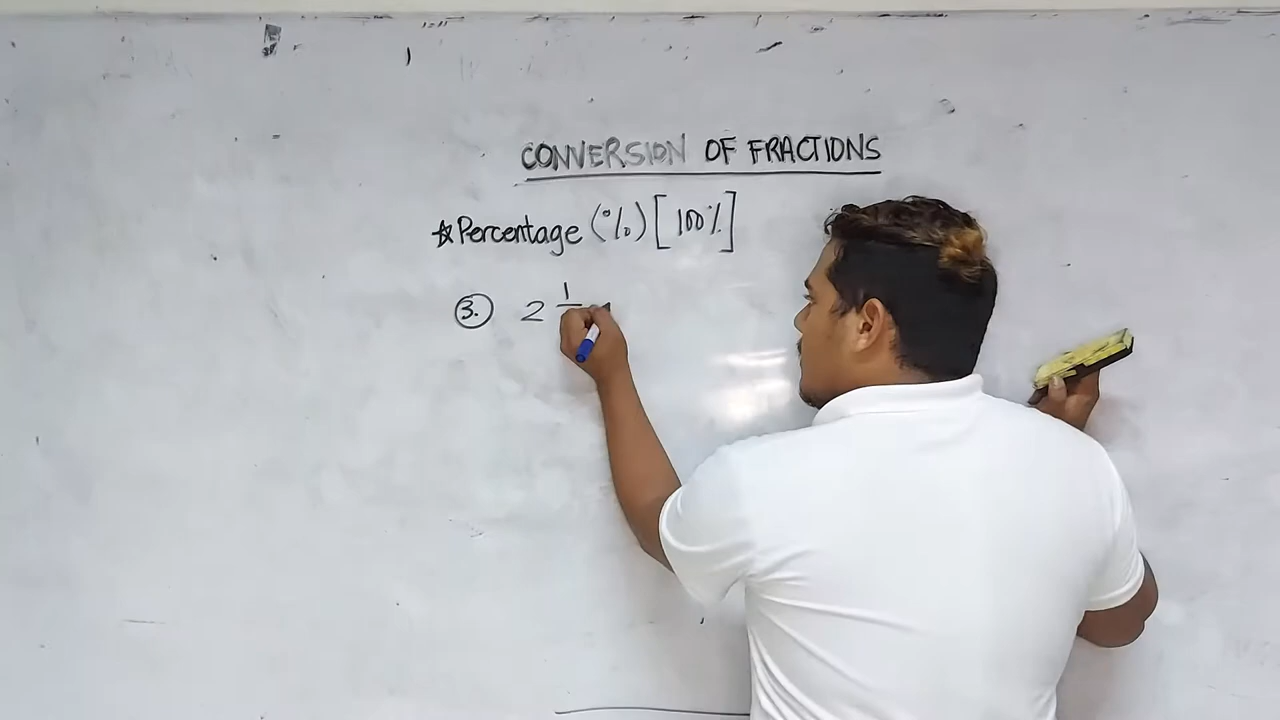 CONVERSION OF FRACTIONS
☆ Percentage (%) [100%]
3. 2 1